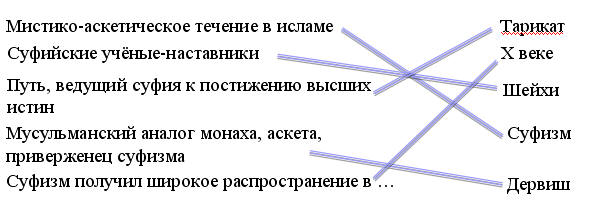 Мистико-аскетическое течение в исламе
Тарикат
Суфийские учёные-наставники
X веке
Путь, ведущий суфия к постижению высших
истин
Шейхи
Мусульманский аналог монаха, аскета,
приверженец суфизма
Суфизм
Суфизм получил широкое распространение в …
Дервиш